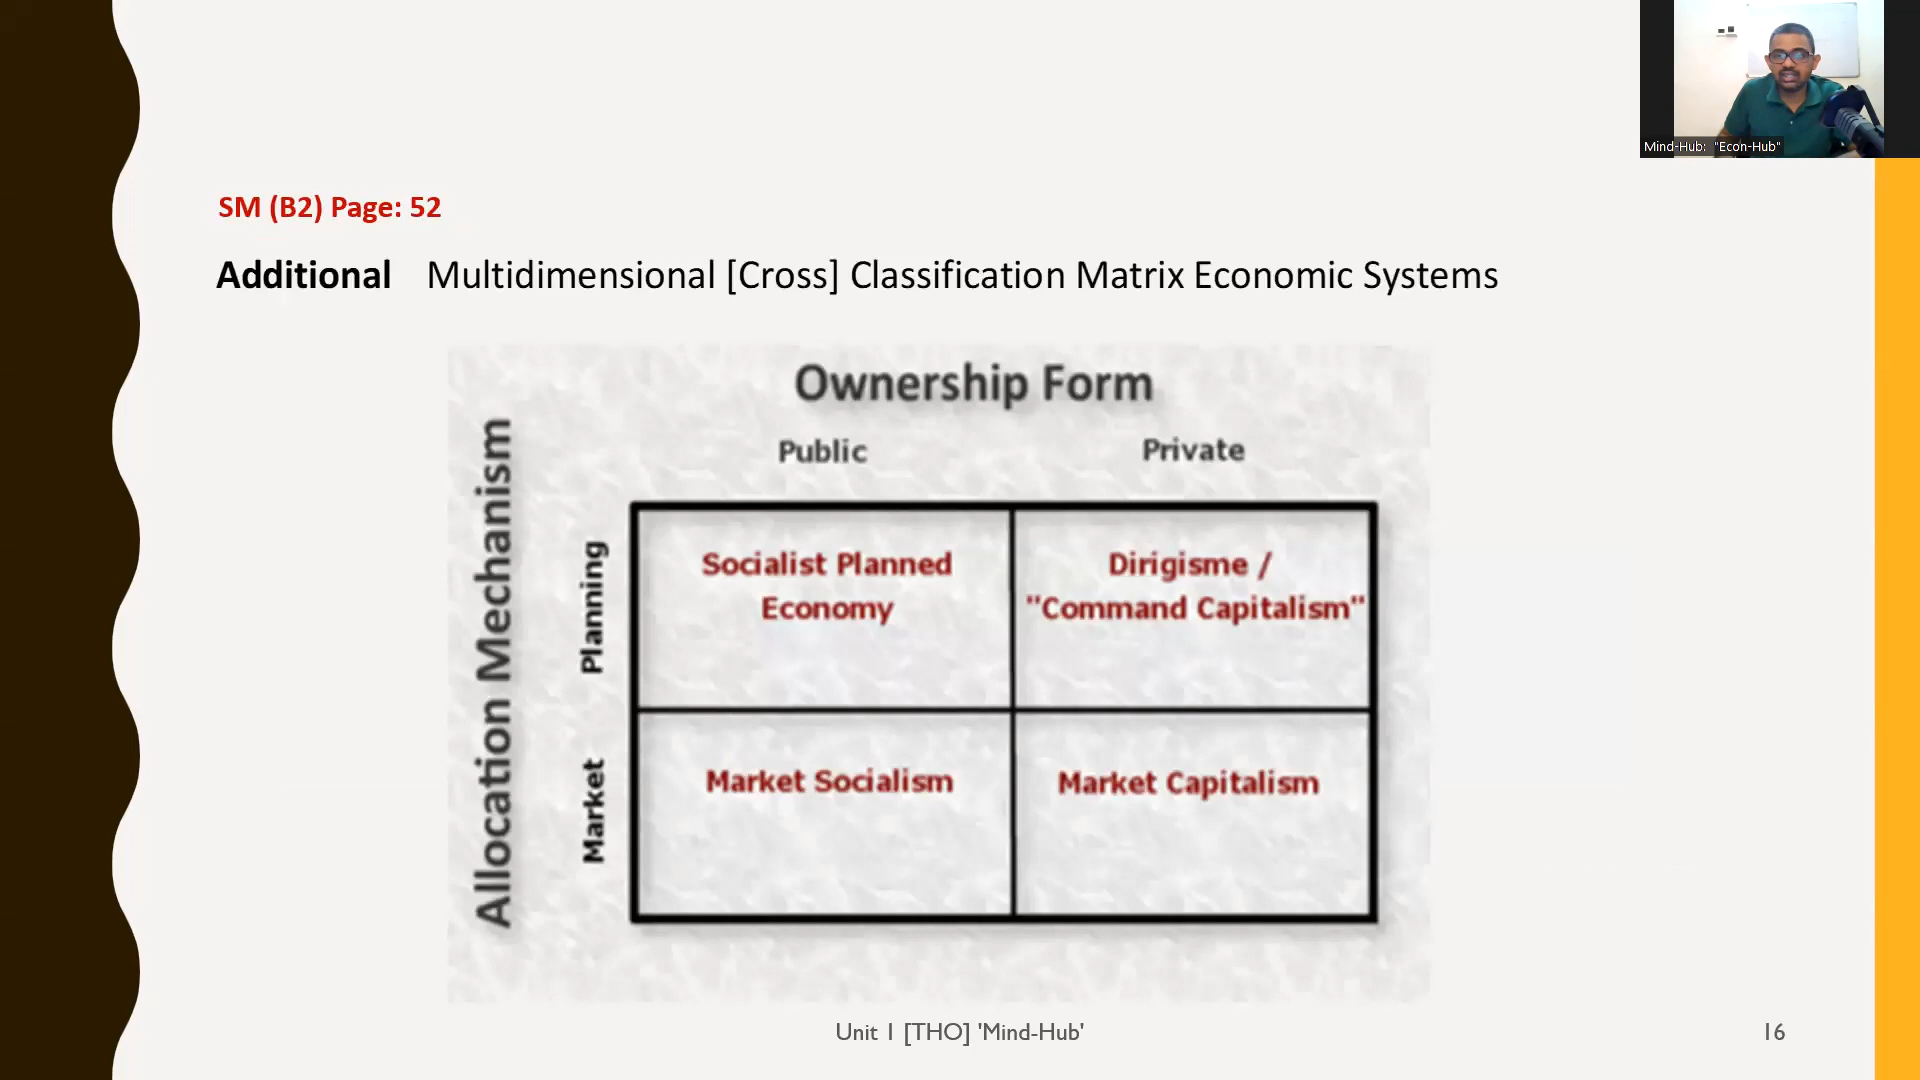 Mind-Hub: "Econ-Hub"
SM (B2) Page: 52
Additional Multidimensional [Cross] Classification Matrix Economic Systems
Ownership Form
Public Private
Allocation Mechanism
Planning
Socialist Planned
Economy
Dirigisme /
"Command Capitalism"
Market
Market Socialism
Market Capitalism
Unit 1 [THO] 'Mind-Hub'
16